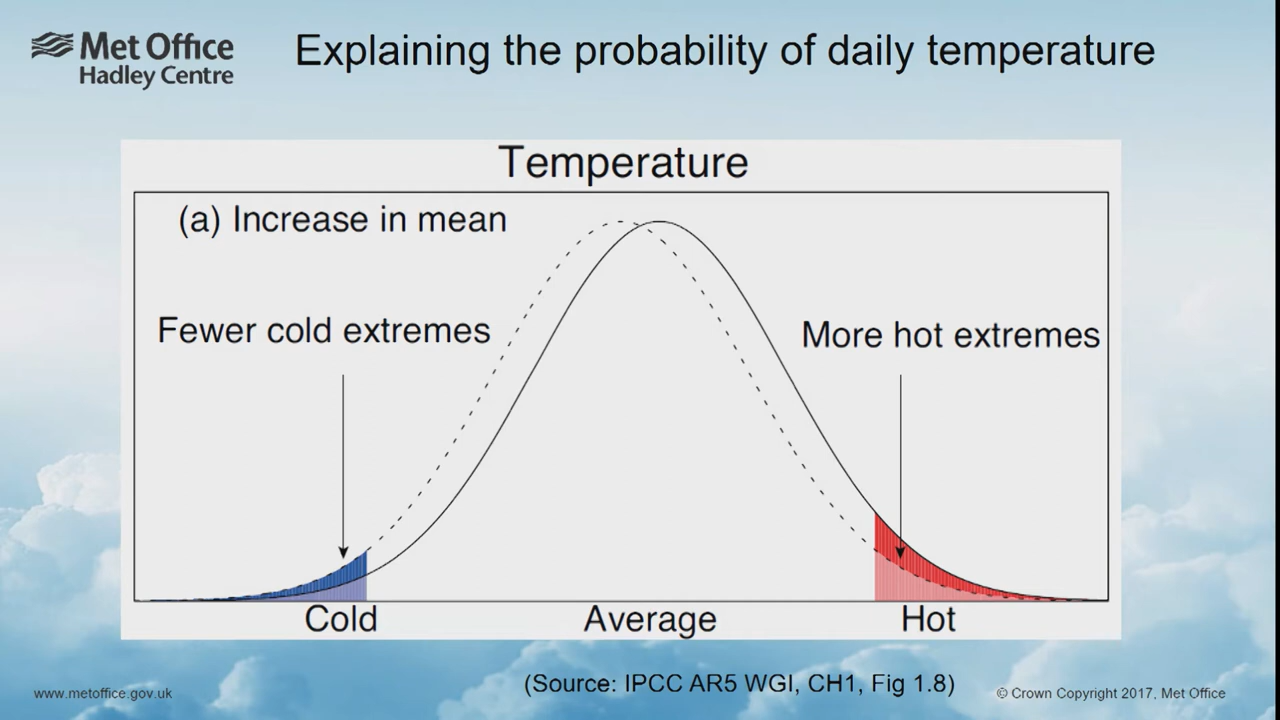 Met Office
Hadley Centre
Explaining the probability of daily temperature
Temperature
(a) Increase in mean
Fewer cold extremes
More hot extremes
Cold
Average
Hot
(Source: IPCC AR5 WGI, CH1, Fig 1.8)
www.metoffice.gov.uk
© Crown Copyright 2017, Met Office